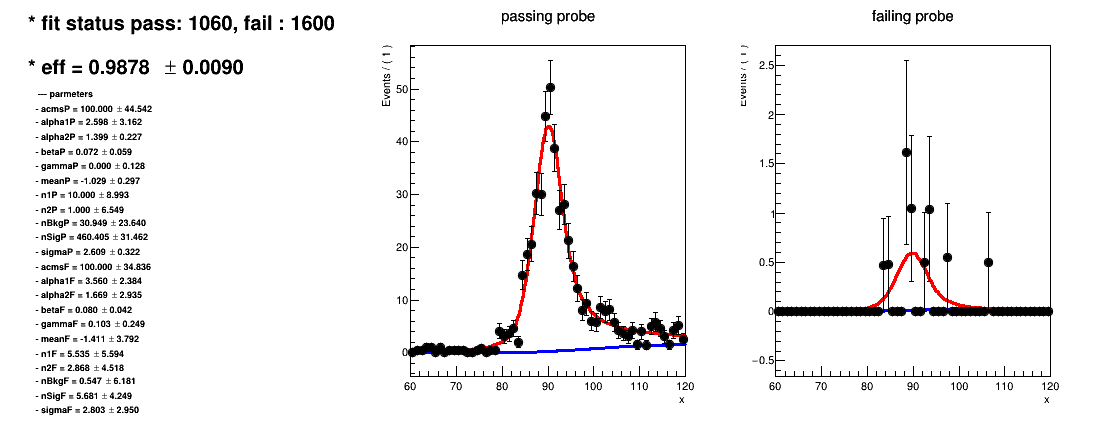 * fit status pass: 1060, fail : 1600
* eff = 0.9878 ± 0.0090
--- parmeters
- acmsP = 100.000 ± 44.542
- alpha1P = 2.598 ± 3.162
- alpha2P = 1.399 ± 0.227
- betaP = 0.072 ± 0.059
- gammaP = 0.000 ± 0.128
- meanP = -1.029 ± 0.297
- n1P = 10.000 ± 8.993
- n2P = 1.000 ± 6.549
- nBkgP = 30.949 ± 23.640
- nSigP = 460.405 ± 31.462
- sigmaP = 2.609 ± 0.322
- acmsF = 100.000 ± 34.836
- alpha1F = 3.560 ± 2.384
- alpha2F = 1.669 ± 2.935
- betaF = 0.080 ± 0.042
- gammaF = 0.103 ± 0.249
- meanF = -1.411 ± 3.792
- n1F = 5.535 ± 5.594
- n2F = 2.868 ± 4.518
- nBkgF = 0.547 ± 6.181
- nSigF = 5.681 ± 4.249
- sigmaF = 2.803 ± 2.950
passing probe
Events / ( 1 )
50
40
30
20
10
0
60 70 80 90 100 110 120
x
failing probe
Events / ( 1 )
2.5
2
1.5
1
0.5
0
−0.5
60 70 80 90 100 110 120
x